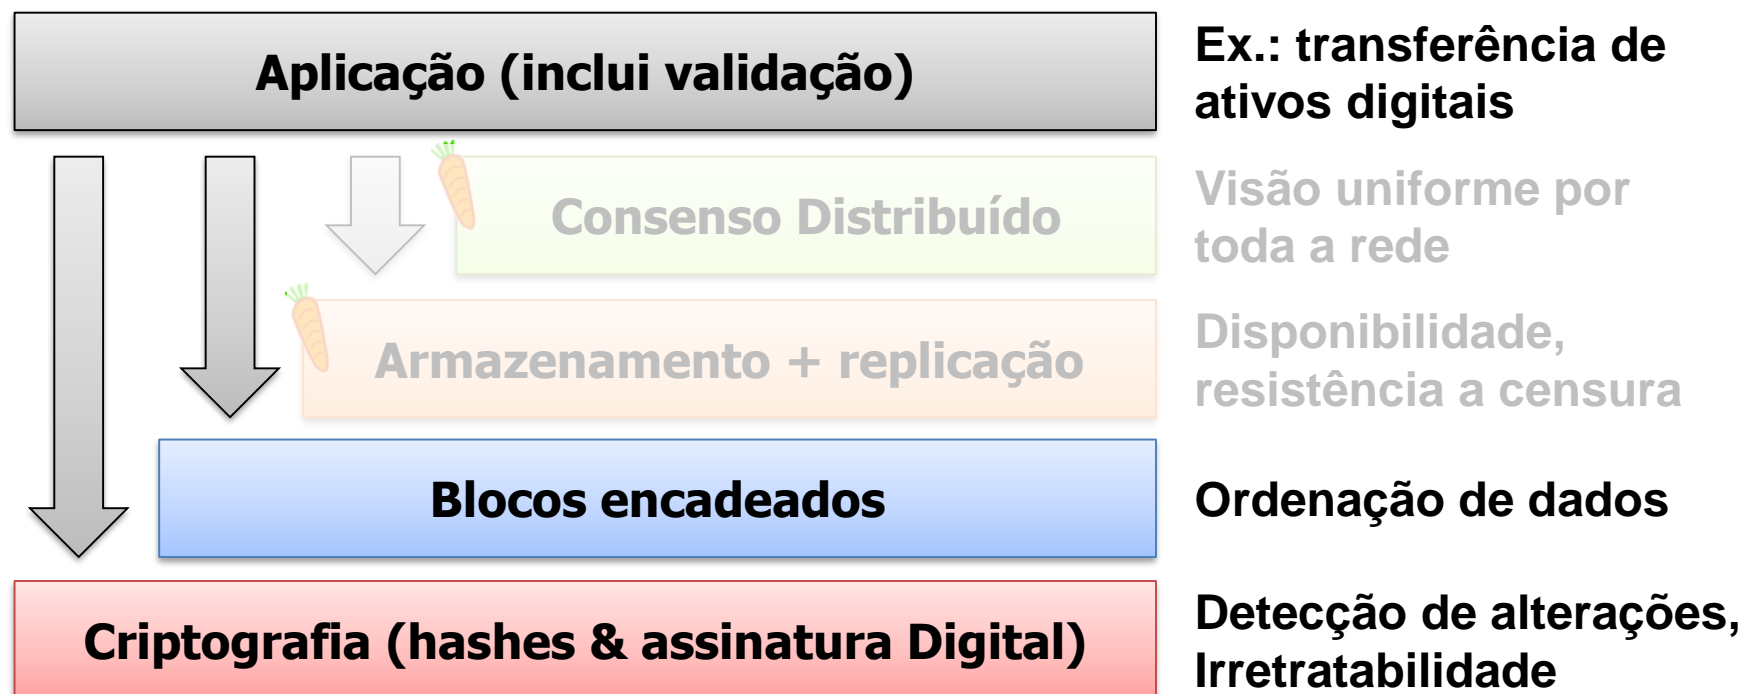 Aplicação (inclui validação)
Ex.: transferência de
ativos digitais
Consenso Distribuído
Visão uniforme por
toda a rede
Armazenamento + replicação
Disponibilidade,
resistência a censura
Blocos encadeados
Ordenação de dados
Criptografia (hashes & assinatura Digital)
Detecção de alterações,
Irretratabilidade